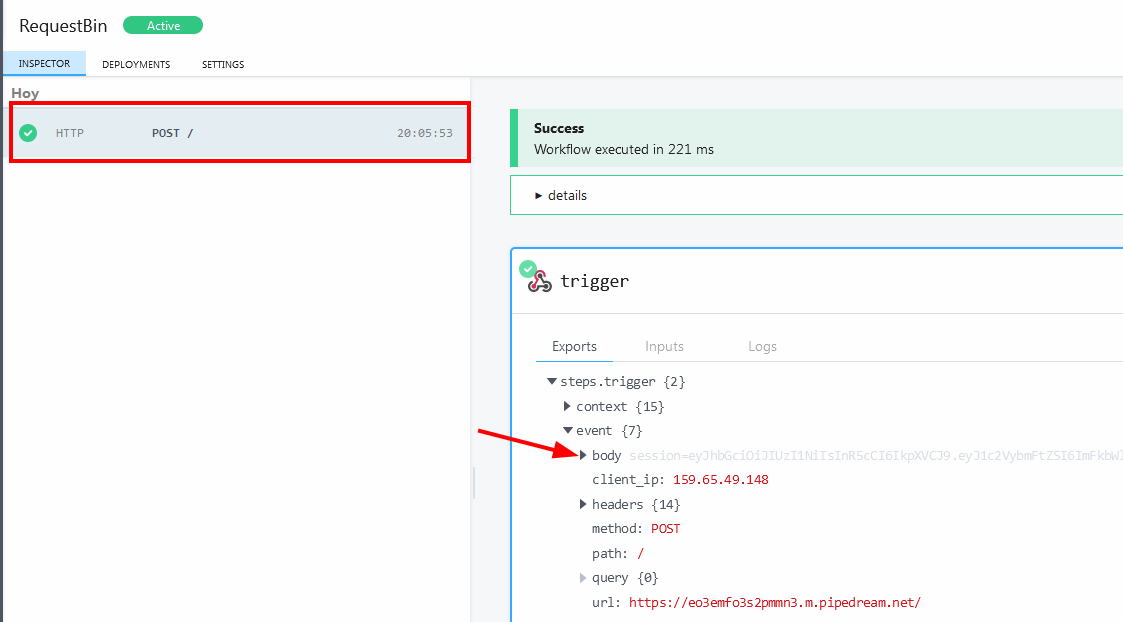 RequestBin Active
INSPECTOR DEPLOYMENTS SETTINGS
Hoy
HTTP POST / 20:05:53
Success
Workflow executed in 221 ms
details
trigger
Exports Inputs Logs
steps.trigger {2}
context {15}
event {7}
body session=eyJhbGciOiJIUzI1NiIsInR5cCI6IkpXVCJ9.eyJ1c2VybmFtZSI6ImFkbWl
client_ip: 159.65.49.148
headers {14}
method: POST
path: /
query {0}
url: https://eo3emfo3s2pmmn3.m.pipedream.net/